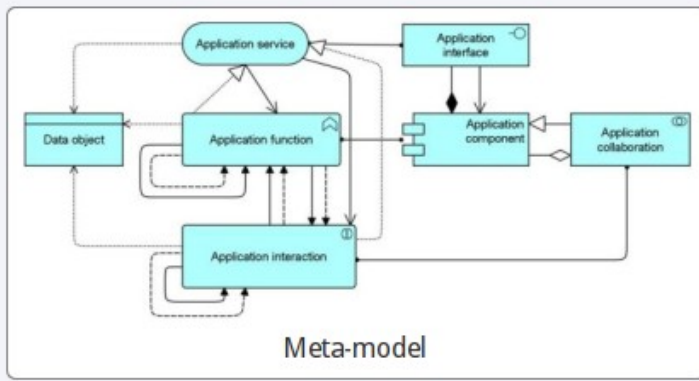 Application service
Application
interface
Data object
Application function
Application
component
Application
collaboration
Application interaction
Meta-model